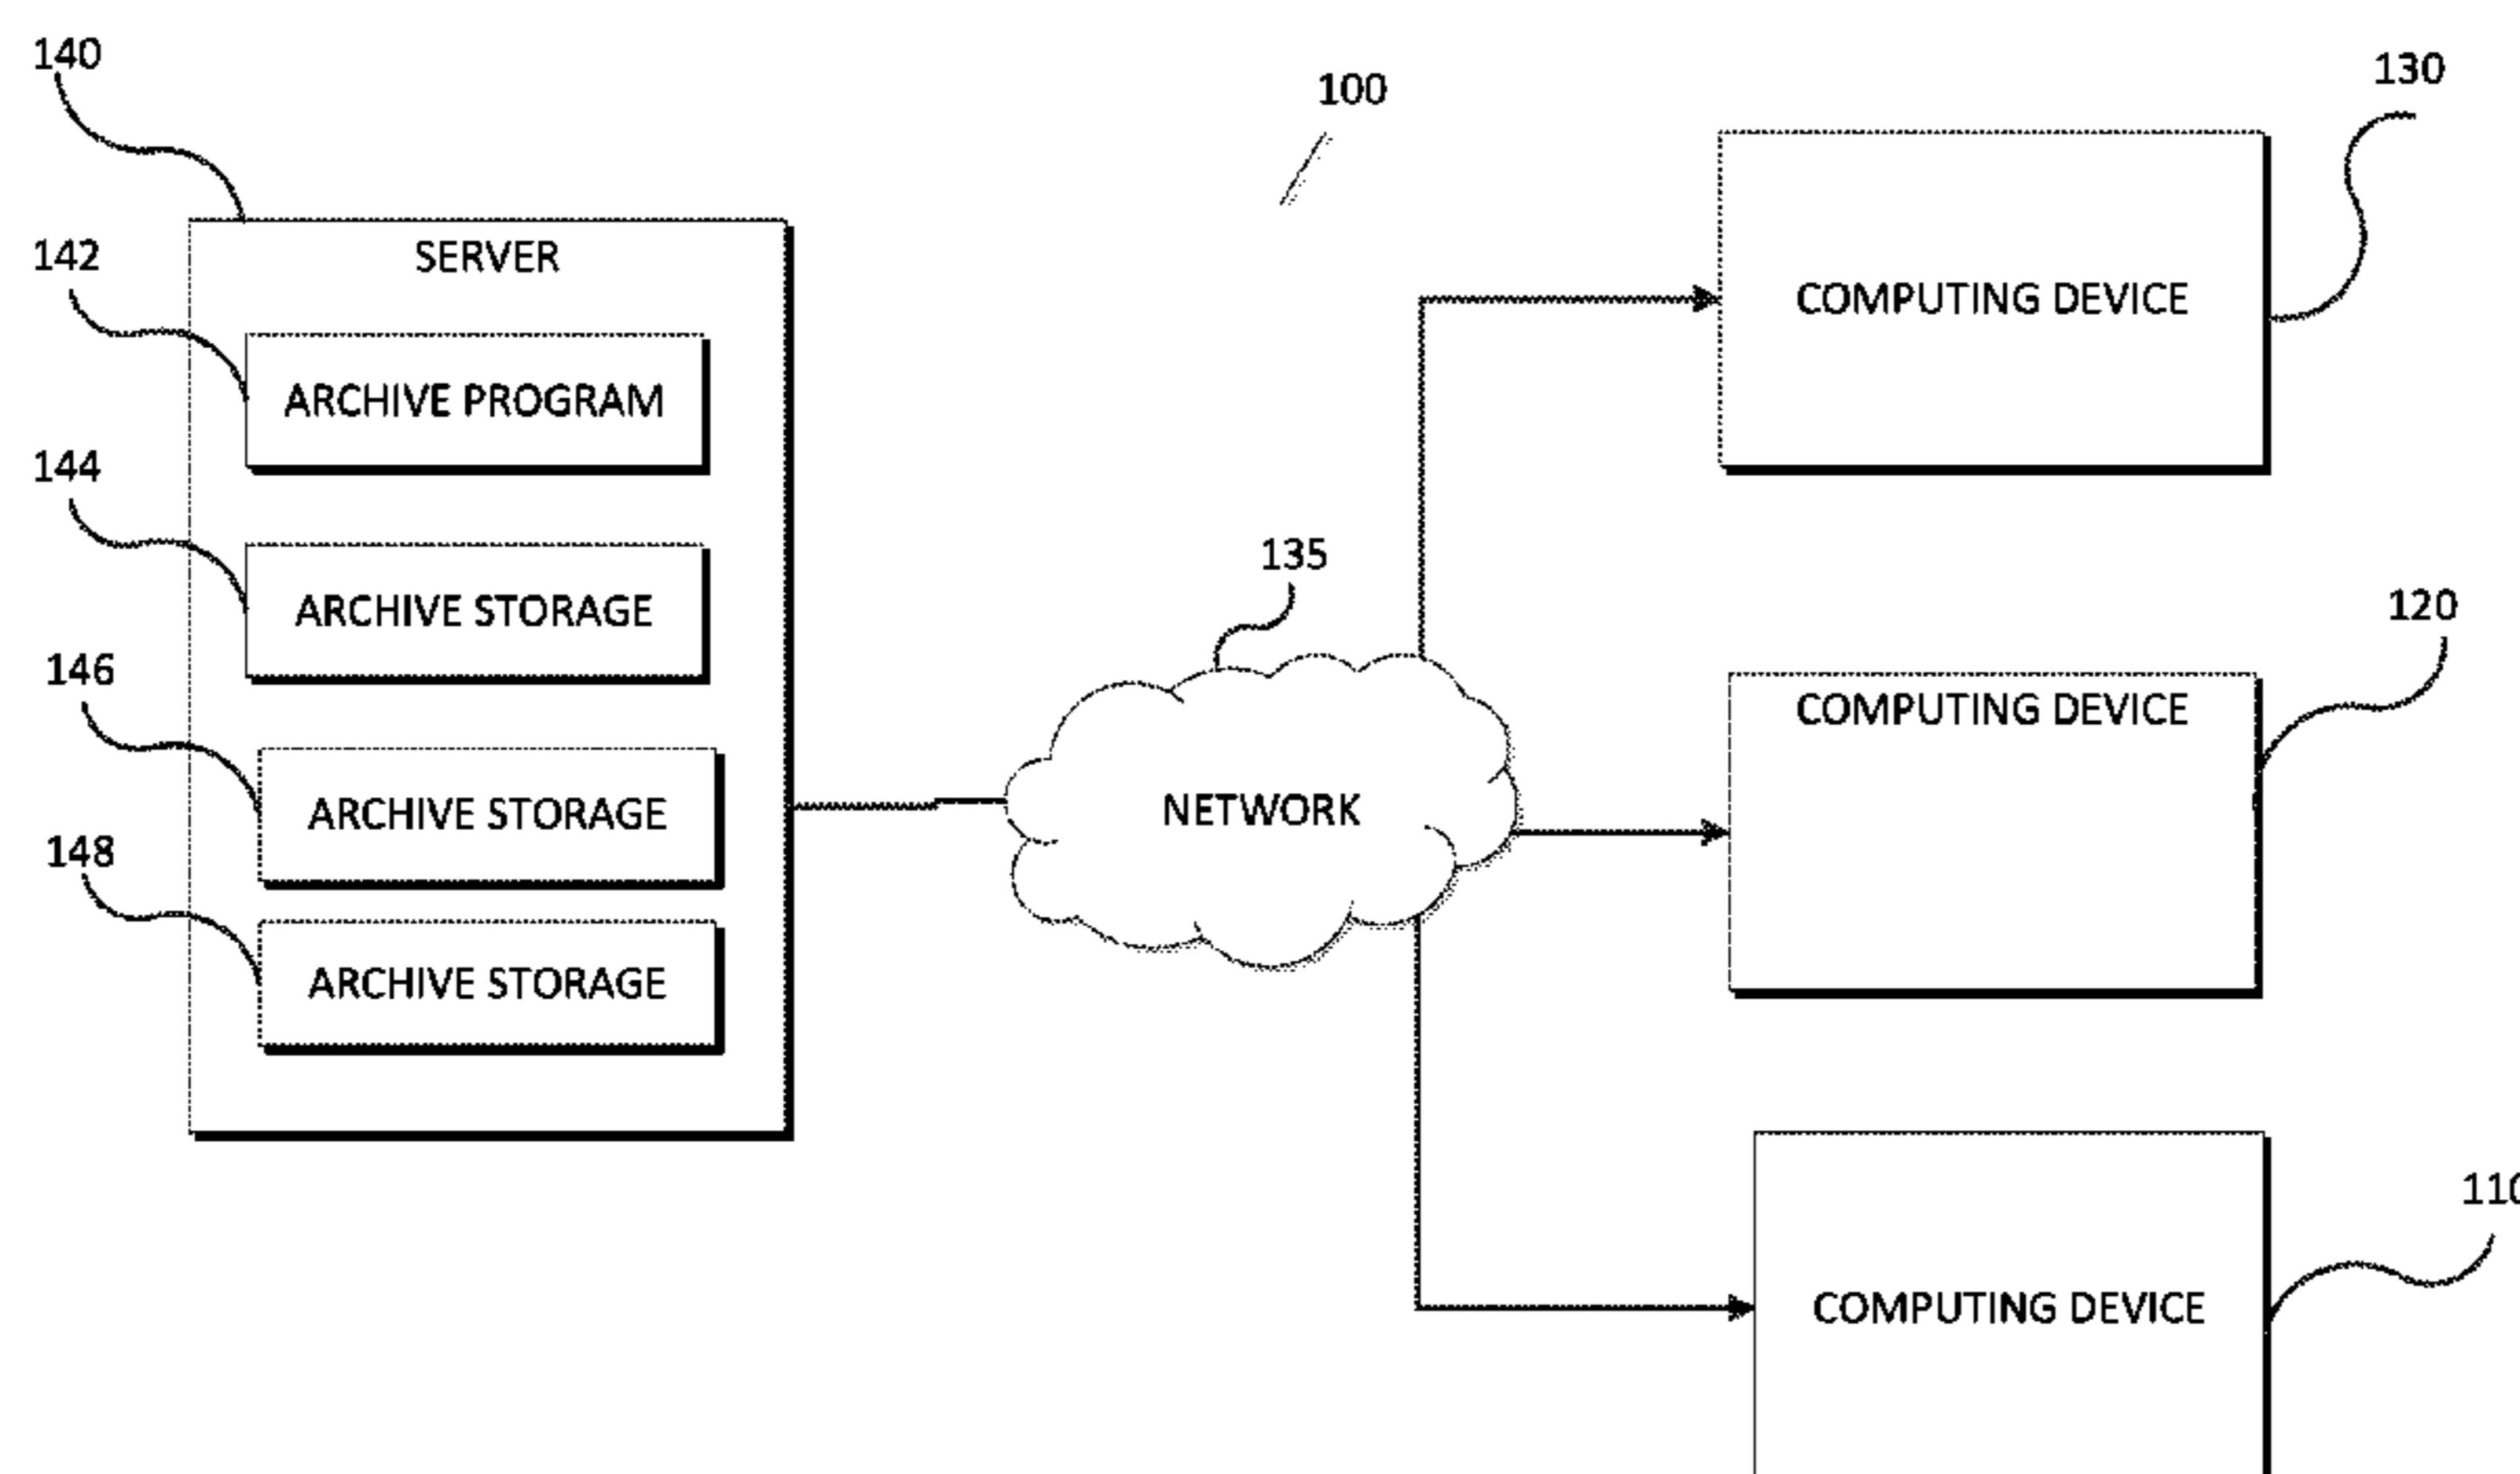 140
100
130
SERVER
142
COMPUTING DEVICE
ARCHIVE PROGRAM
144
135
ARCHIVE STORAGE
120
146
COMPUTING DEVICE
ARCHIVE STORAGE
NETWORK
148
ARCHIVE STORAGE
110
COMPUTING DEVICE